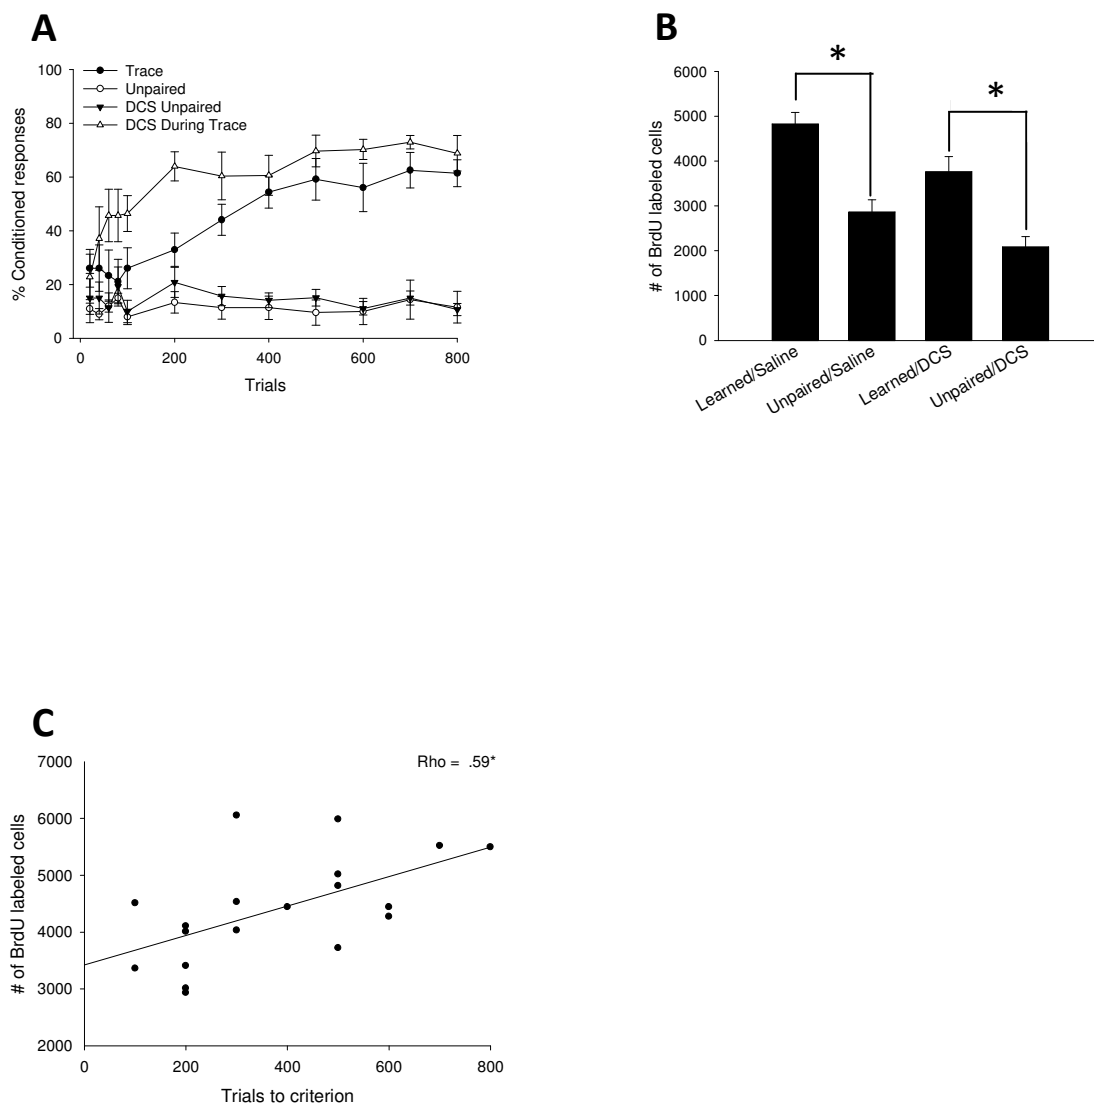 A
100
80
60
40
20
0
% Conditioned responses
Trace
Unpaired
DCS Unpaired
DCS During Trace
0 200 400 600 800
Trials
B
*
*
6000
5000
4000
3000
2000
1000
0
# of BrdU labeled cells
Learned/Saline
Unpaired/Saline
Learned/DCS
Unpaired/DCS
C
Rho = .59*
7000
6000
5000
4000
3000
2000
# of BrdU labeled cells
0 200 400 600 800
Trials to criterion